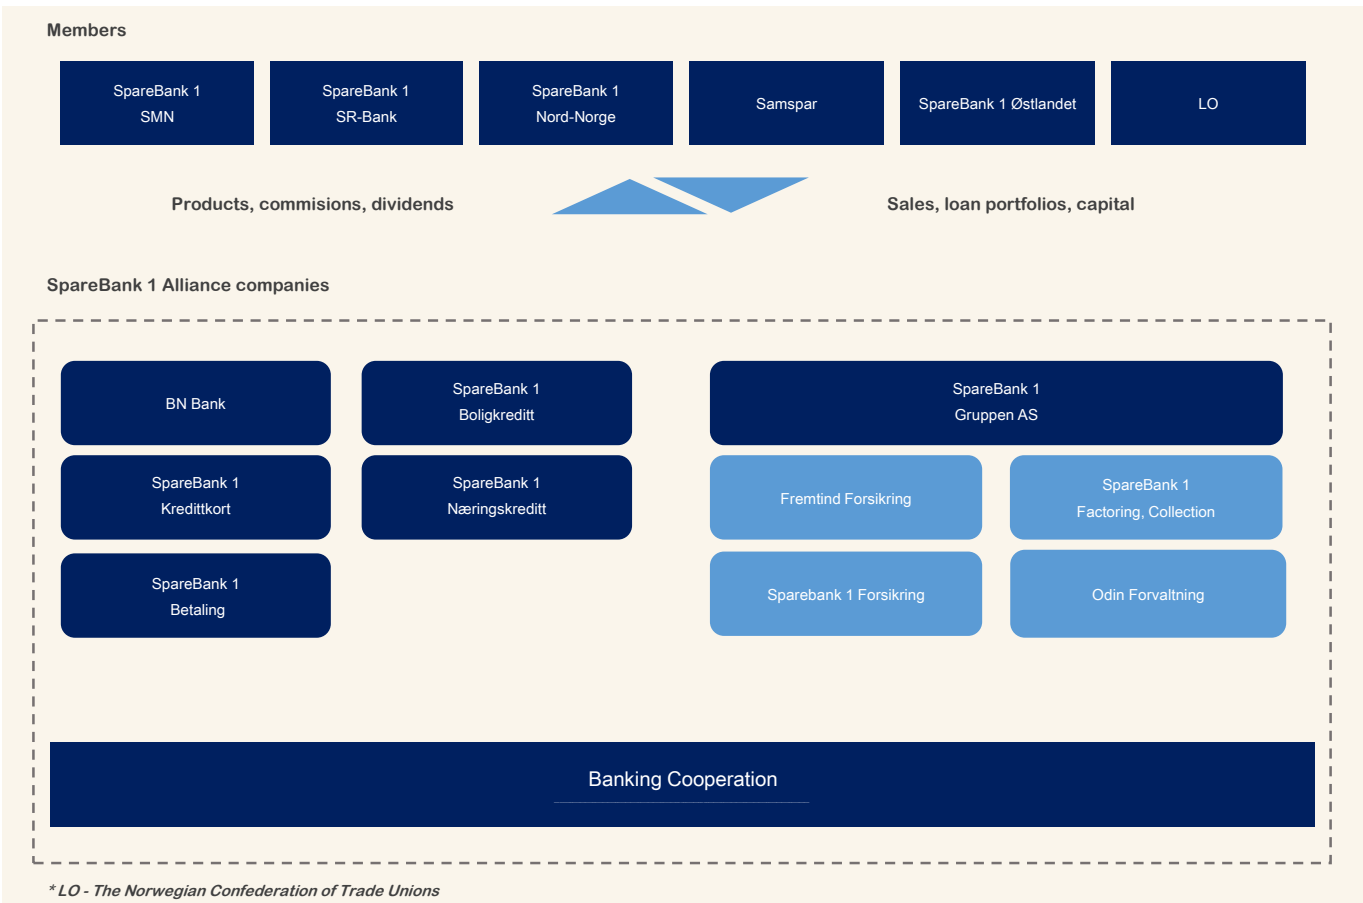 Members
SpareBank 1
SMN
SpareBank 1
SR-Bank
SpareBank 1
Nord-Norge
Samspar
SpareBank 1 Østlandet
LO
Products, commisions, dividends
Sales, loan portfolios, capital
SpareBank 1 Alliance companies
BN Bank
SpareBank 1
Boligkreditt
SpareBank 1
Gruppen AS
SpareBank 1
Kredittkort
SpareBank 1
Næringskreditt
Fremtind Forsikring
SpareBank 1
Factoring, Collection
SpareBank 1
Betaling
Sparebank 1 Forsikring
Odin Forvaltning
Banking Cooperation
* LO - The Norwegian Confederation of Trade Unions